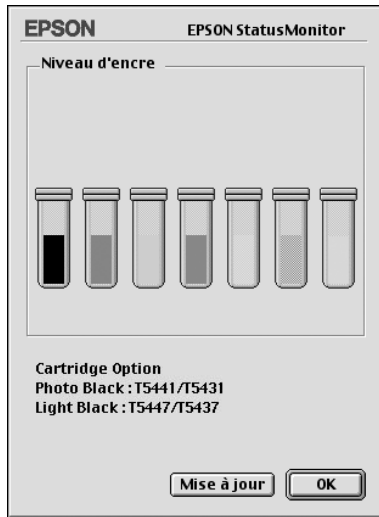 EPSON EPSON StatusMonitor
Niveau d'encre
Cartridge Option
Photo Black : T5441/T5431
Light Black : T5447/T5437
Mise à jour OK